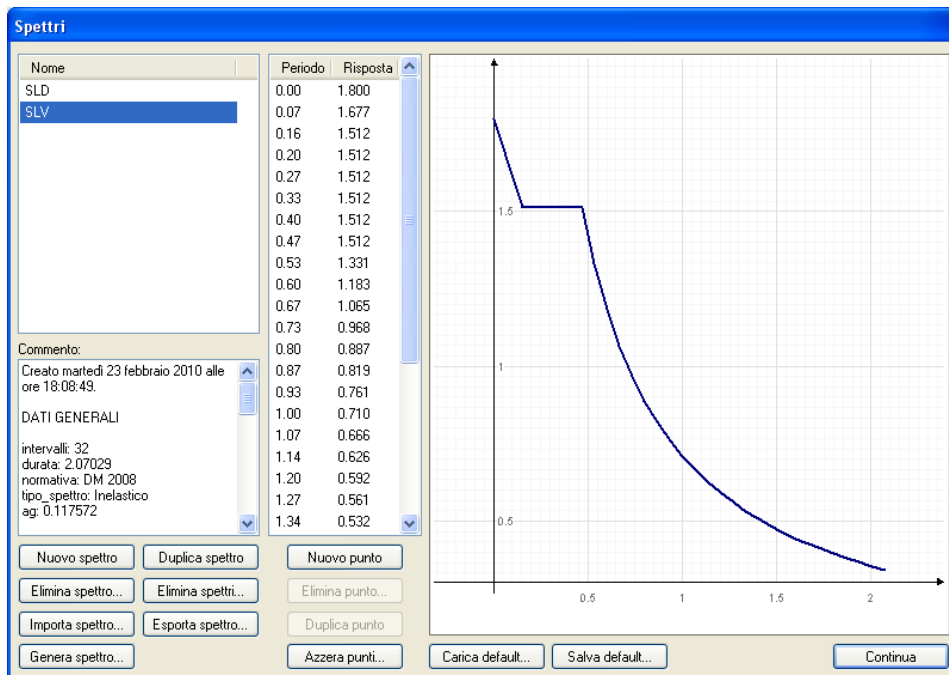 Spettri
Nome
SLD
SLV
Commento:
Creato martedì 23 febbraio 2010 alle
ore 18:08:49.
DATI GENERALI
intervalli: 32
durata: 2.07029
normativa: DM 2008
tipo_spettro: Inelastico
ag: 0.117572
Periodo Risposta
0.00 1.800
0.07 1.677
0.16 1.512
0.20 1.512
0.27 1.512
0.33 1.512
0.40 1.512
0.47 1.512
0.53 1.331
0.60 1.183
0.67 1.065
0.73 0.968
0.80 0.887
0.87 0.819
0.93 0.761
1.00 0.710
1.07 0.666
1.14 0.626
1.20 0.592
1.27 0.561
1.34 0.532
1.5
1
0.5
0.5 1 1.5 2
Nuovo spettro Duplica spettro Nuovo punto
Elimina spettro... Elimina spettri... Elimina punto...
Importa spettro... Esporta spettro... Duplica punto
Genera spettro... Azzera punti... Carica default... Salva default... Continua